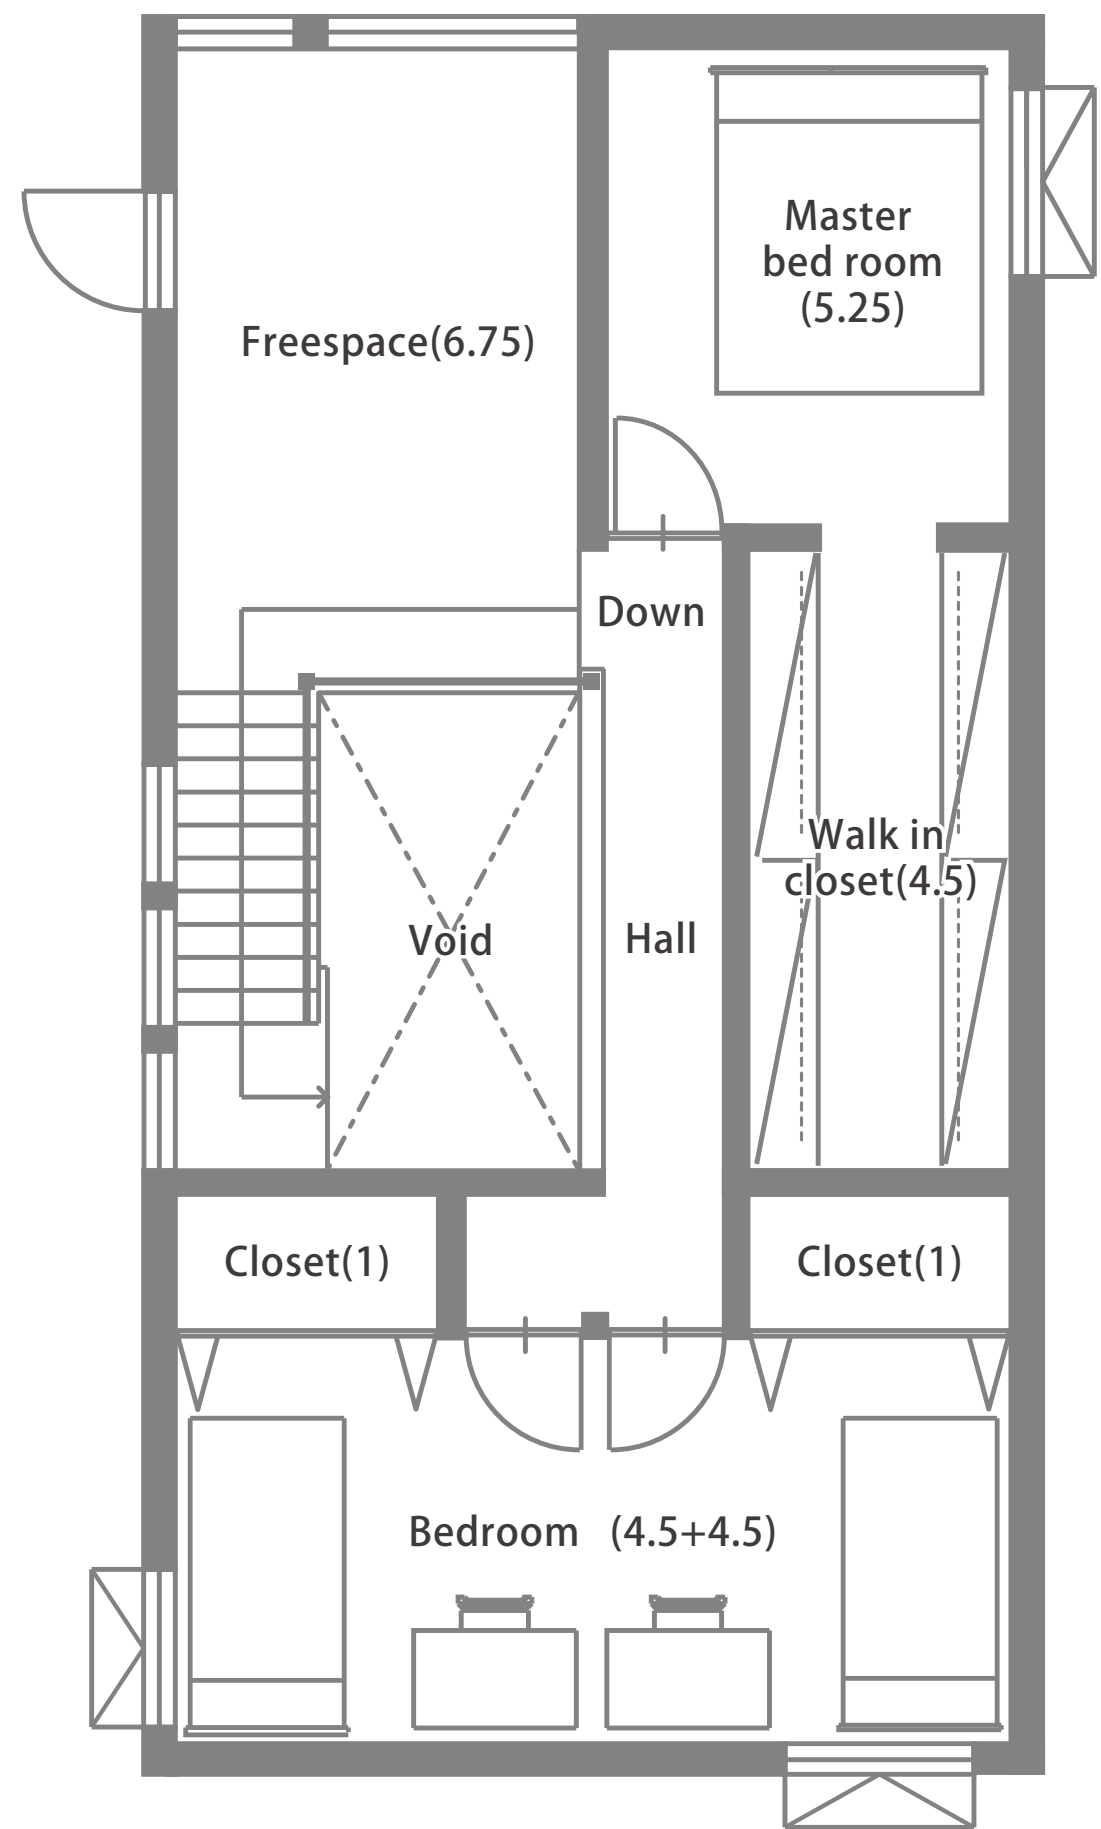 Master
bed room
(5.25)
Freespace(6.75)
Down
Walk in
closet(4.5)
Void
Hall
Closet(1)
Closet(1)
Bedroom (4.5+4.5)